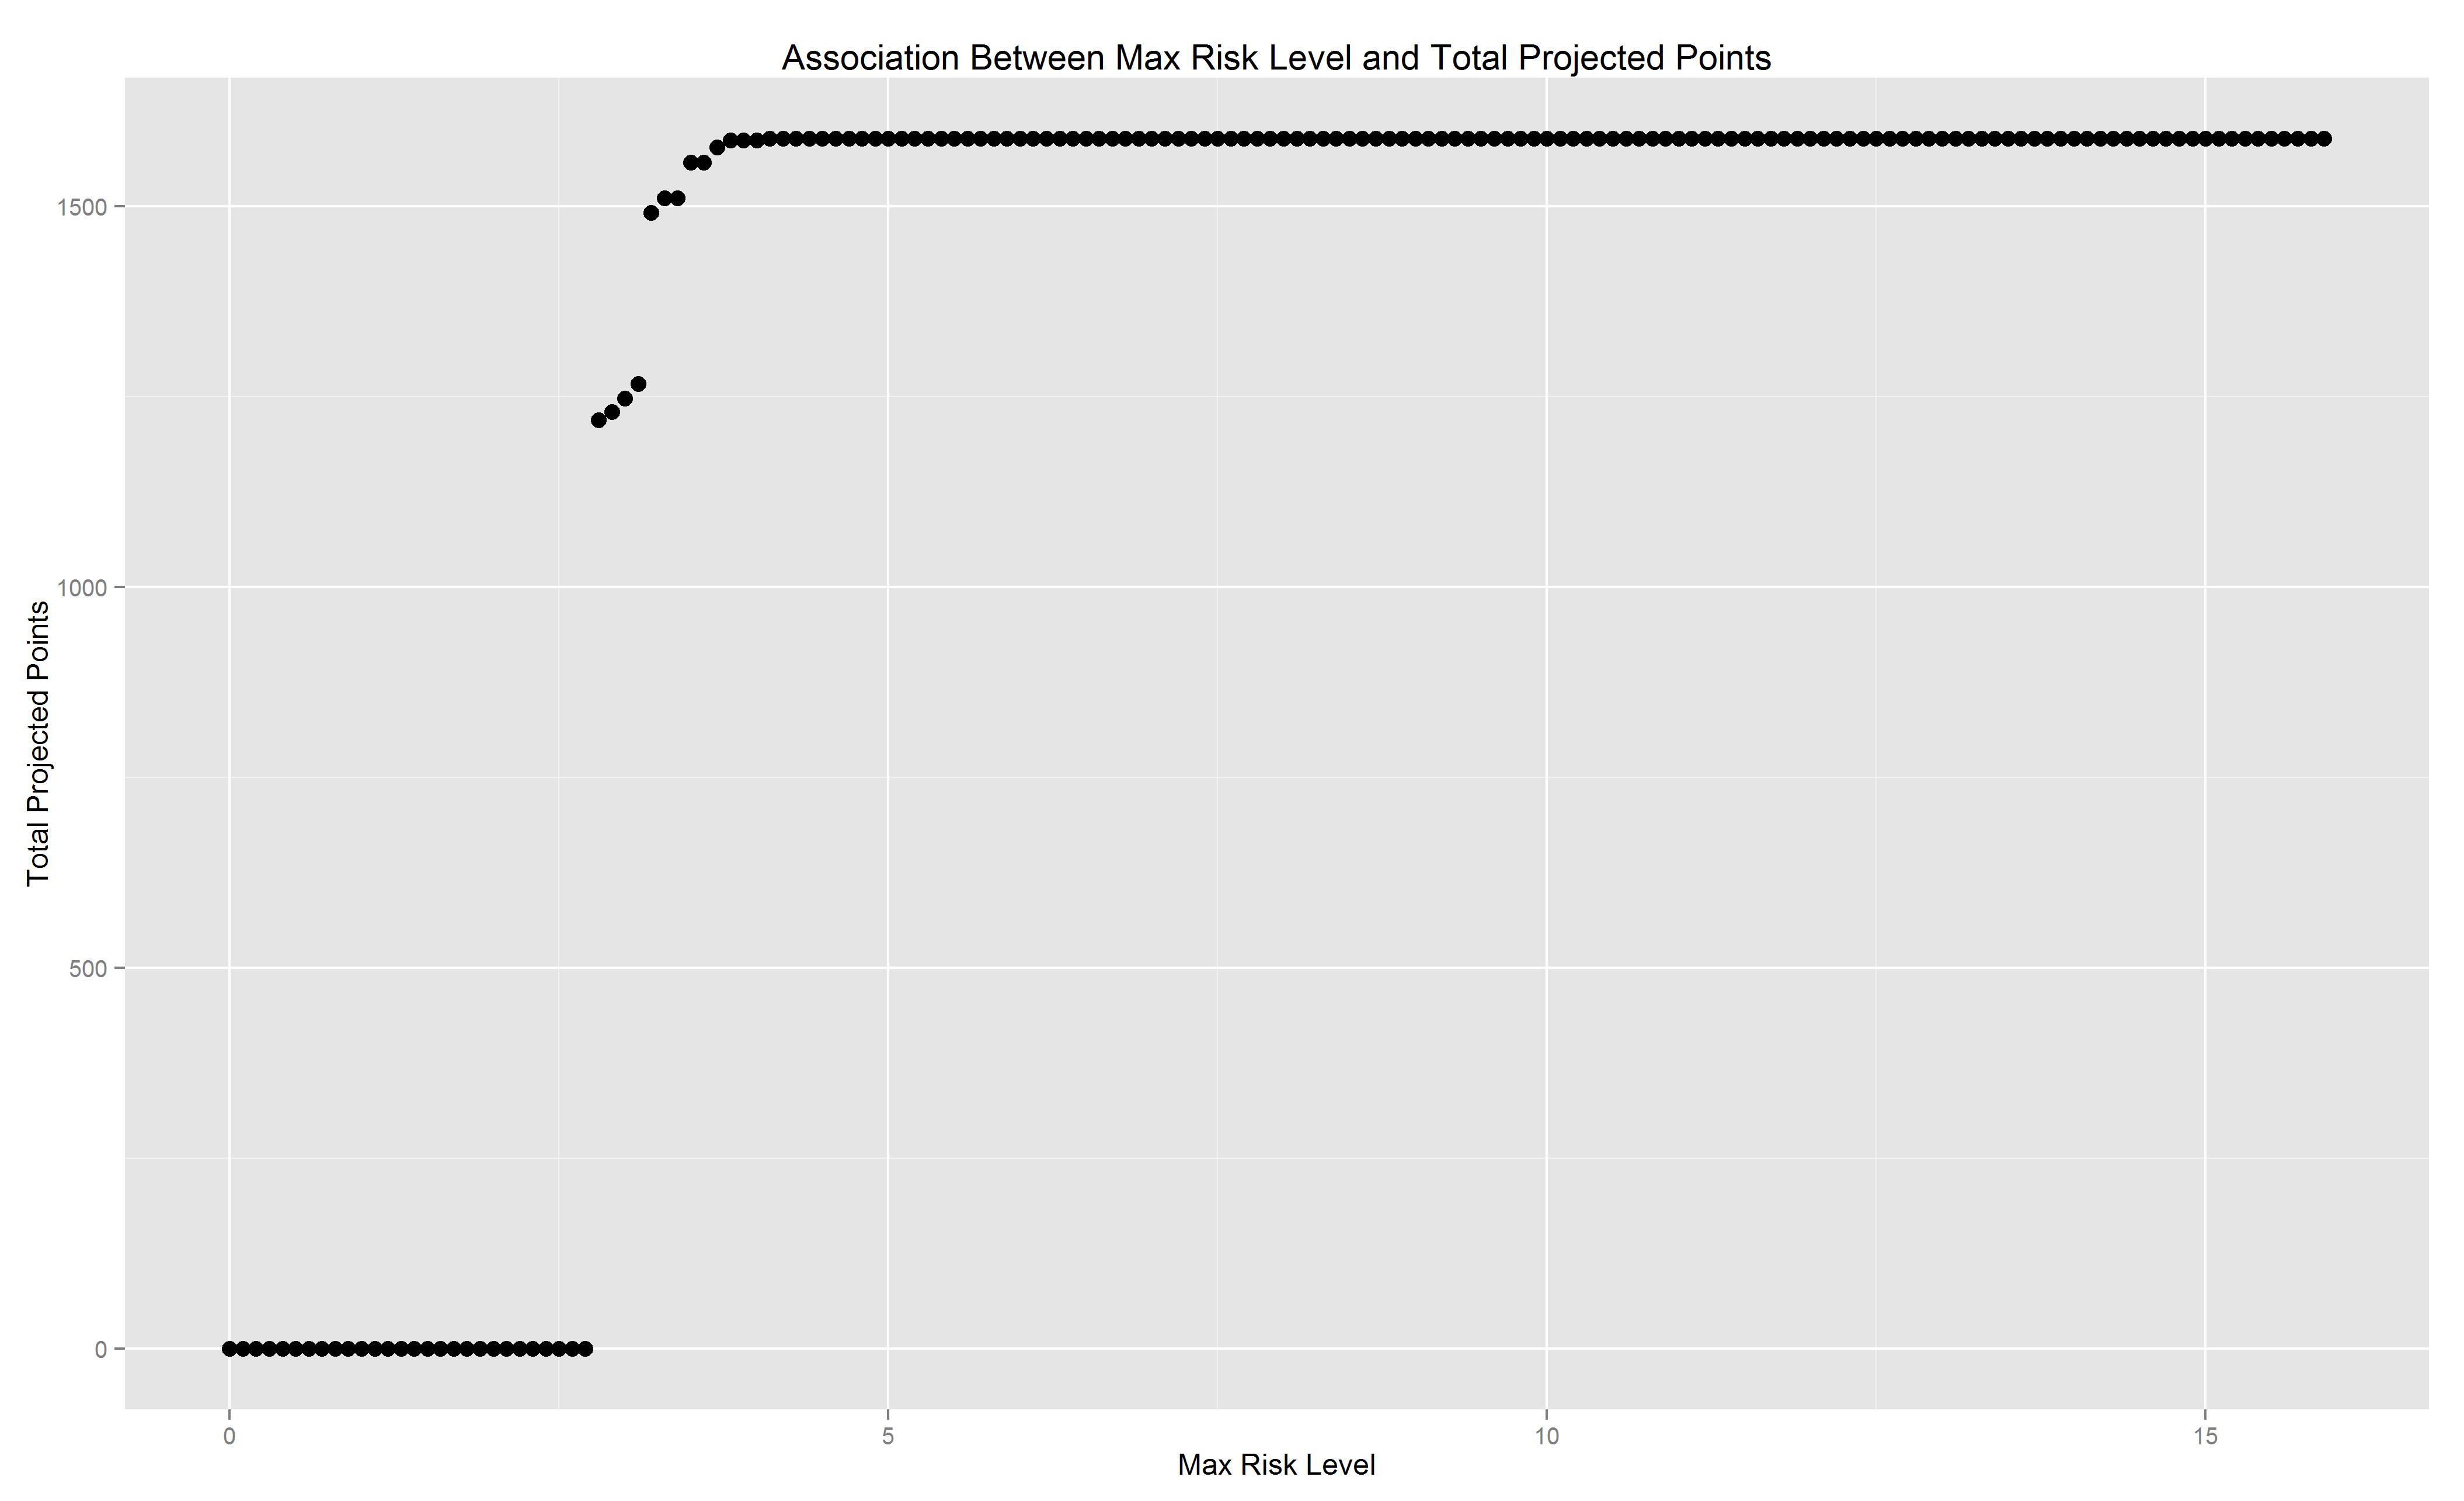 Association Between Max Risk Level and Total Projected Points
Total Projected Points
1500
1000
500
0
0
5
10
15
Max Risk Level